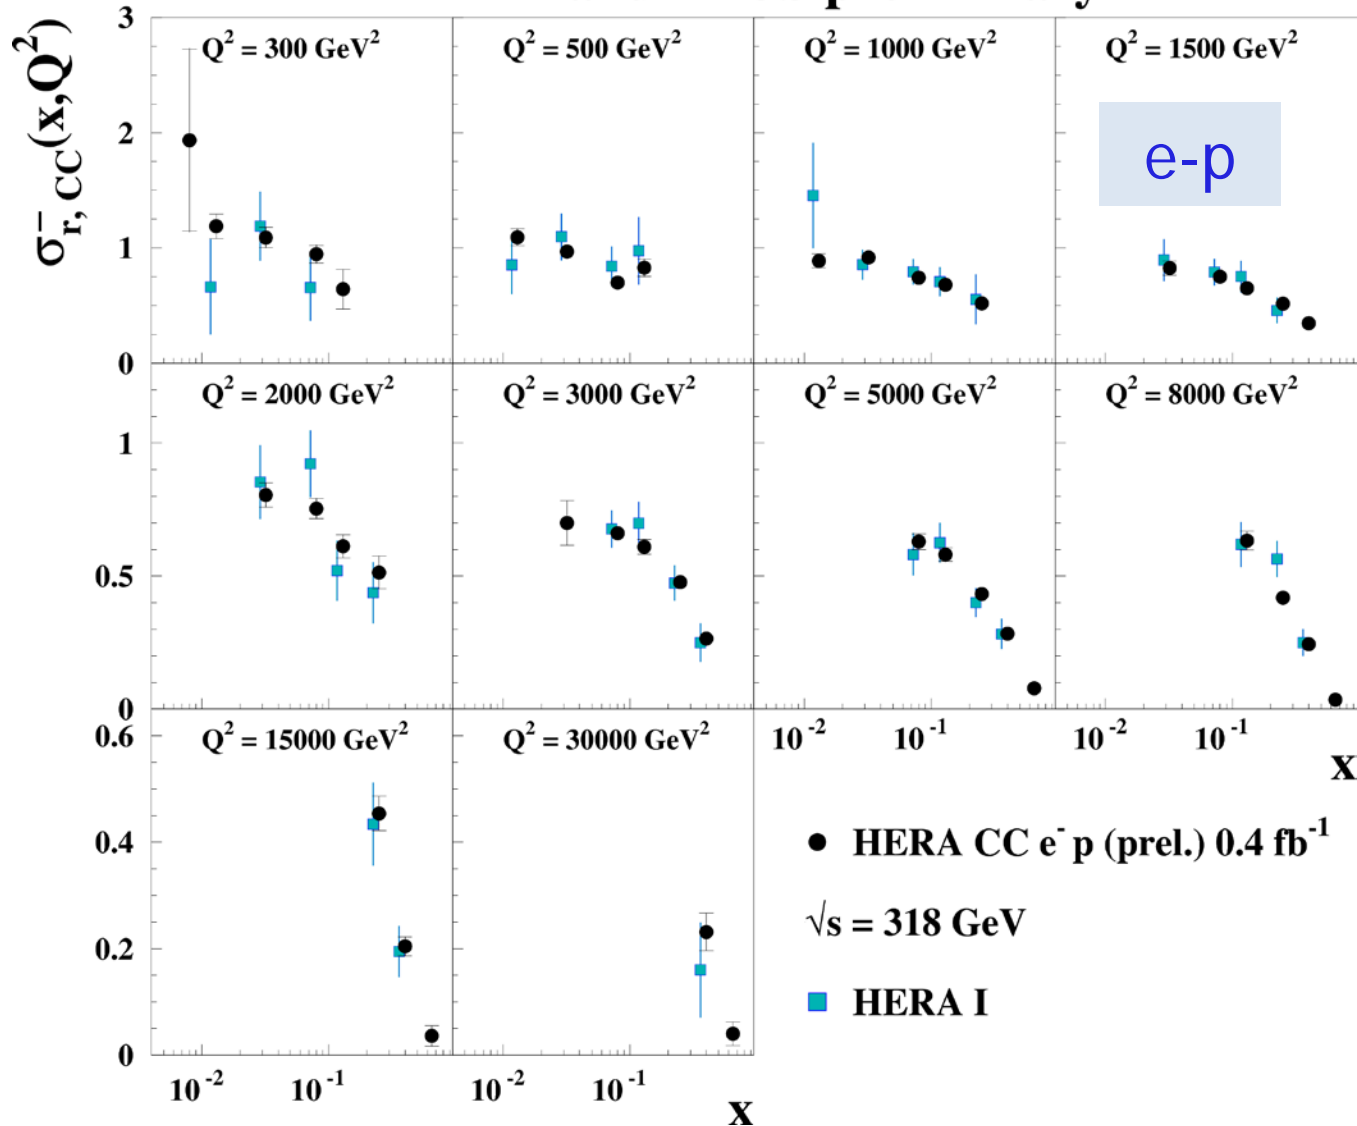 3
Q² = 300 GeV²
Q² = 500 GeV²
Q² = 1000 GeV²
Q² = 1500 GeV²
σ⁻r, CC(x,Q²)
2
e-p
1
0
Q² = 2000 GeV²
Q² = 3000 GeV²
Q² = 5000 GeV²
Q² = 8000 GeV²
1
0.5
0
0.6
Q² = 15000 GeV²
Q² = 30000 GeV²
10⁻² 10⁻¹ 10⁻² 10⁻¹
x
HERA CC e⁻p (prel.) 0.4 fb⁻¹
0.4
√s = 318 GeV
0.2
HERA I
0
10⁻² 10⁻¹ 10⁻² 10⁻¹
x